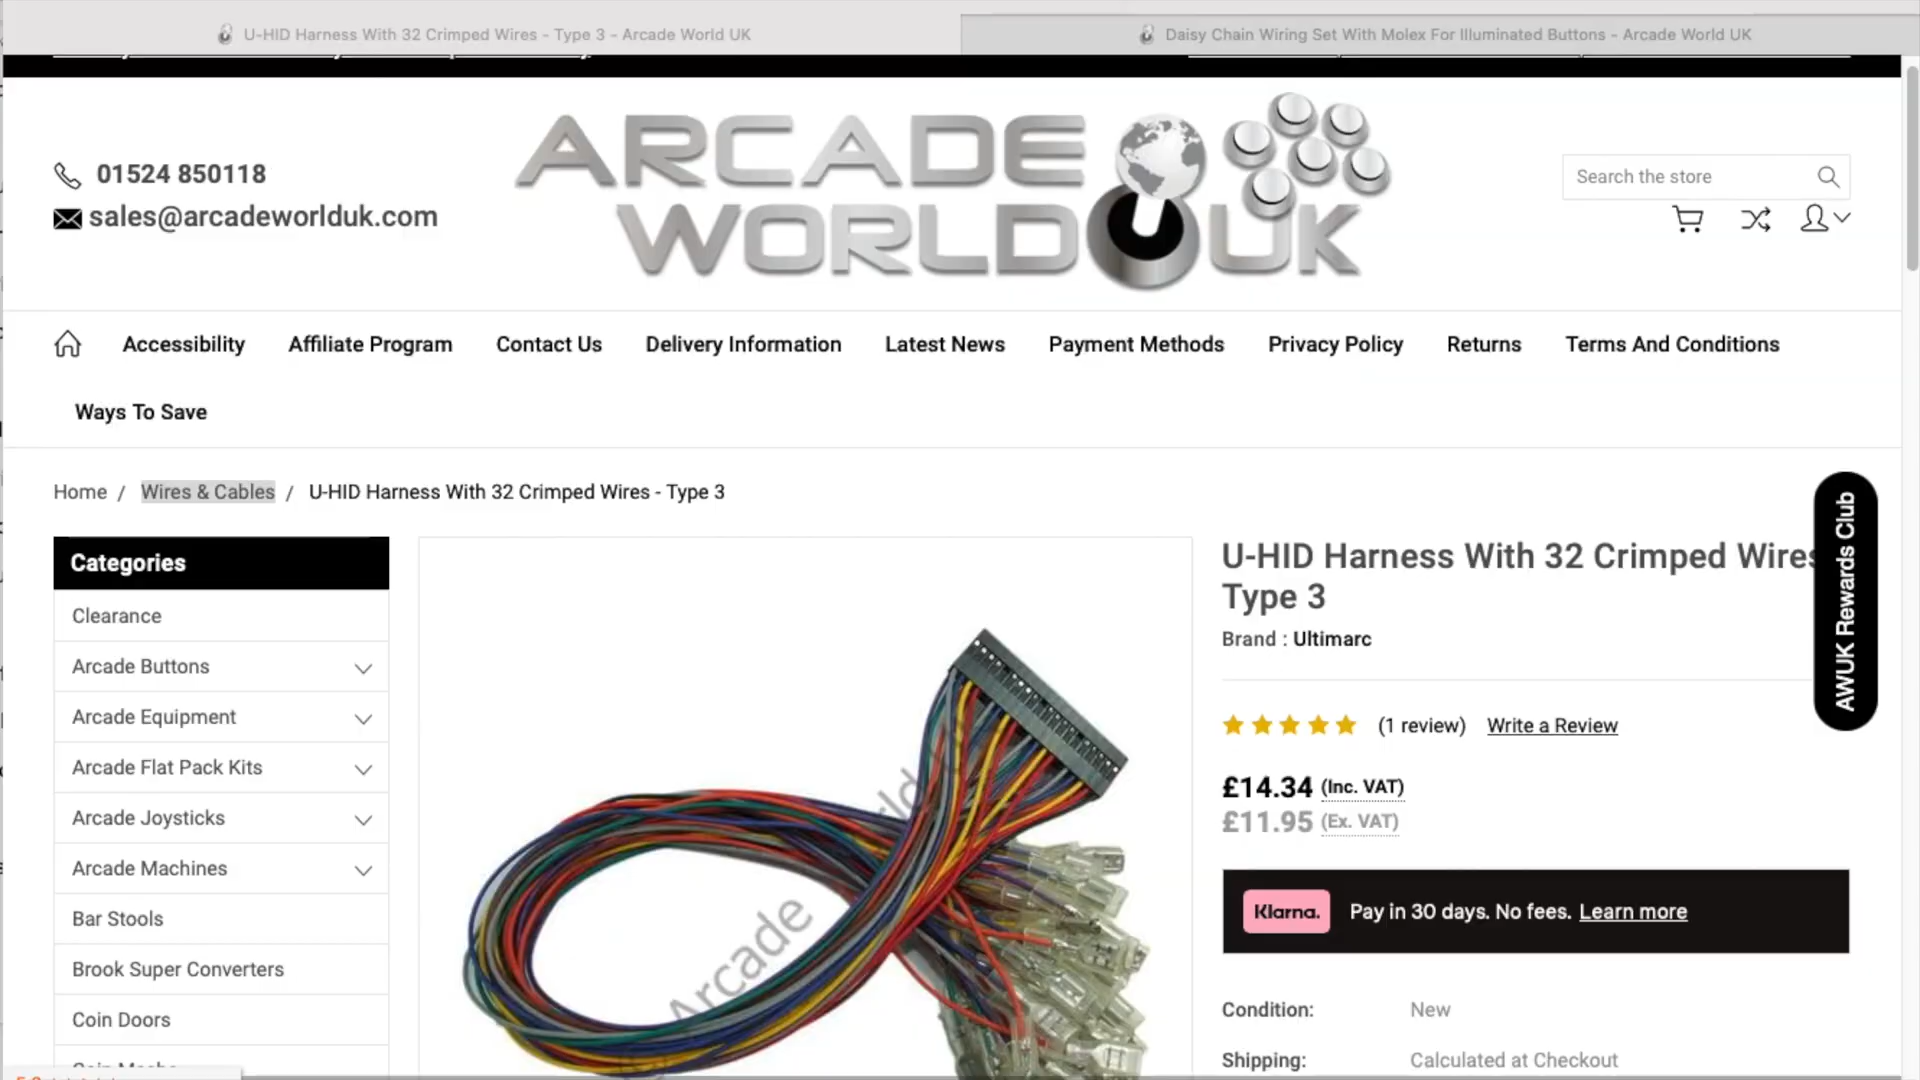 U-HID Harness With 32 Crimped Wires - Type 3 - Arcade World UK
Daisy Chain Wiring Set With Molex For Illuminated Buttons - Arcade World UK
01524 850118
sales@arcadeworlduk.com
ARCADE
WORLD UK
Search the store
Accessibility
Affiliate Program
Contact Us
Delivery Information
Latest News
Payment Methods
Privacy Policy
Returns
Terms And Conditions
Ways To Save
Home / Wires & Cables / U-HID Harness With 32 Crimped Wires - Type 3
Categories
Clearance
Arcade Buttons
Arcade Equipment
Arcade Flat Pack Kits
Arcade Joysticks
Arcade Machines
Bar Stools
Brook Super Converters
Coin Doors
Arcade
U-HID Harness With 32 Crimped Wires
Type 3
Brand : Ultimarc
(1 review) Write a Review
£14.34 (Inc. VAT)
£11.95 (Ex. VAT)
Klarna. Pay in 30 days. No fees. Learn more
Condition: New
Shipping: Calculated at Checkout
AWUK Rewards Club